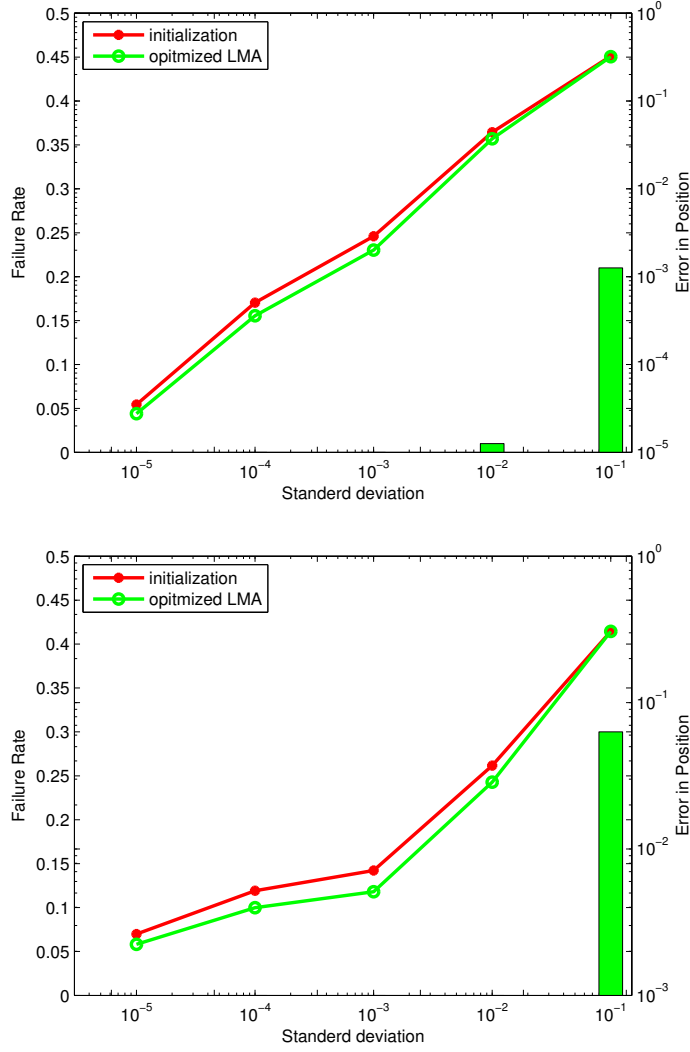 0.5
0.45
0.4
0.35
0.3
0.25
0.2
0.15
0.1
0.05
0
Failure Rate
initialization
opitmized LMA
10⁰
10⁻¹
10⁻²
10⁻³
10⁻⁴
10⁻⁵
Error in Position
10⁻⁵ 10⁻⁴ 10⁻³ 10⁻² 10⁻¹
Standerd deviation
0.5
0.45
0.4
0.35
0.3
0.25
0.2
0.15
0.1
0.05
0
Failure Rate
initialization
opitmized LMA
10⁰
10⁻¹
10⁻²
10⁻³
Error in Position
10⁻⁵ 10⁻⁴ 10⁻³ 10⁻² 10⁻¹
Standerd deviation